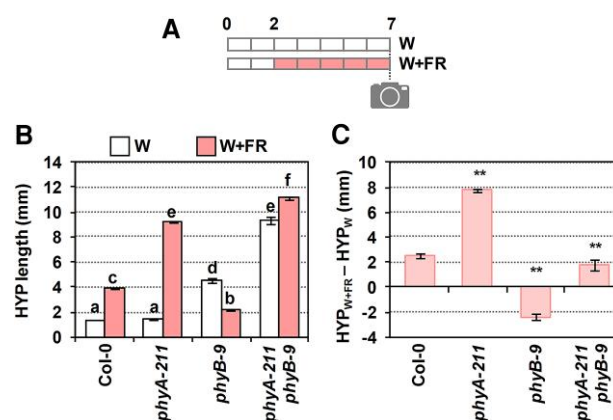 A
0 2 7
W
W+FR
B
W W+FR
HYP length (mm)
14
12
10
8
6
4
2
0
a c a e d b e f
Col-0
phyA-211
phyB-9
phyA-211
phyB-9
C
HYPW+FR – HYPW (mm)
10
8
6
4
2
0
-2
-4
**
**
**
Col-0
phyA-211
phyB-9
phyA-211
phyB-9